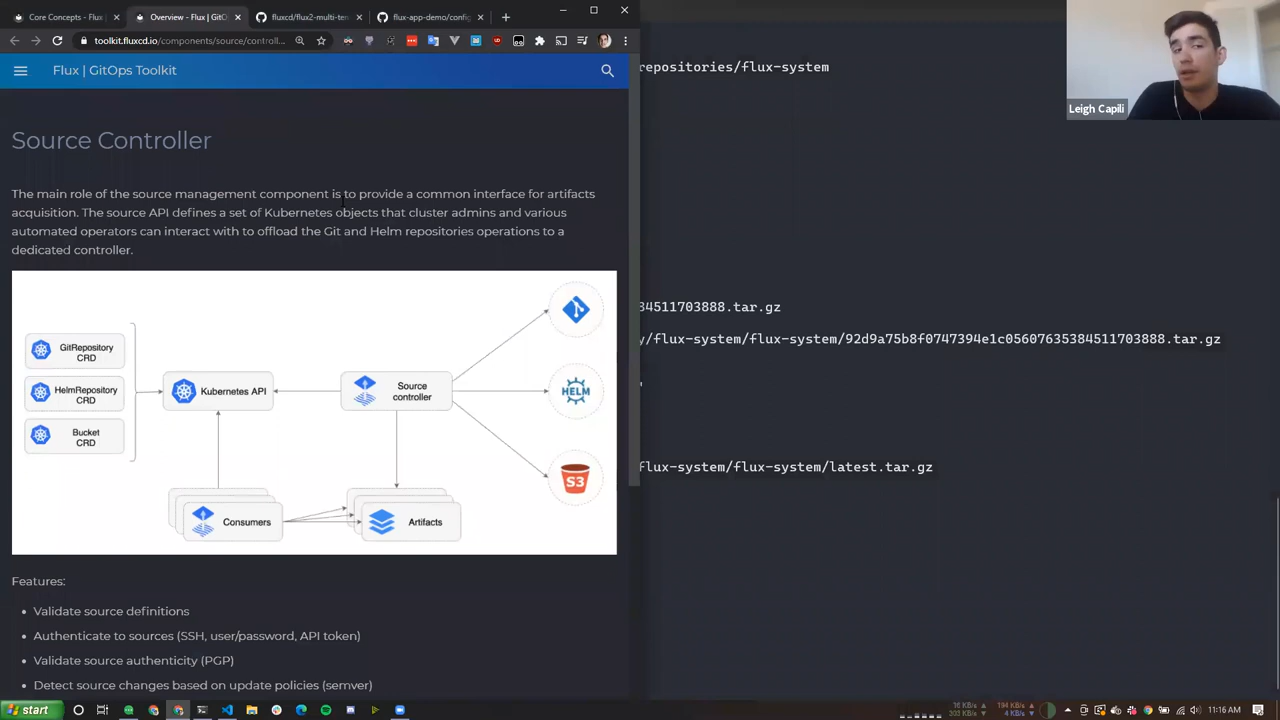 Core Concepts - Flux |
Overview - Flux | GitO
fluxcd/flux2-multi-ten
flux-app-demo/config
toolkit.fluxcd.io/components/source/controll...
Flux | GitOps Toolkit
Source Controller
The main role of the source management component is to provide a common interface for artifacts
acquisition. The source API defines a set of Kubernetes objects that cluster admins and various
automated operators can interact with to offload the Git and Helm repositories operations to a
dedicated controller.
GitRepository
CRD
HelmRepository
CRD
Bucket
CRD
Kubernetes API
Source
controller
HELM
S3
Consumers
Artifacts
Features:
Validate source definitions
Authenticate to sources (SSH, user/password, API token)
Validate source authenticity (PGP)
Detect source changes based on update policies (semver)
repositories/flux-system
84511703888.tar.gz
y/flux-system/flux-system/92d9a75b8f0747394e1c05607635384511703888.tar.gz
'
flux-system/flux-system/latest.tar.gz
Leigh Capili
start
11:16 AM